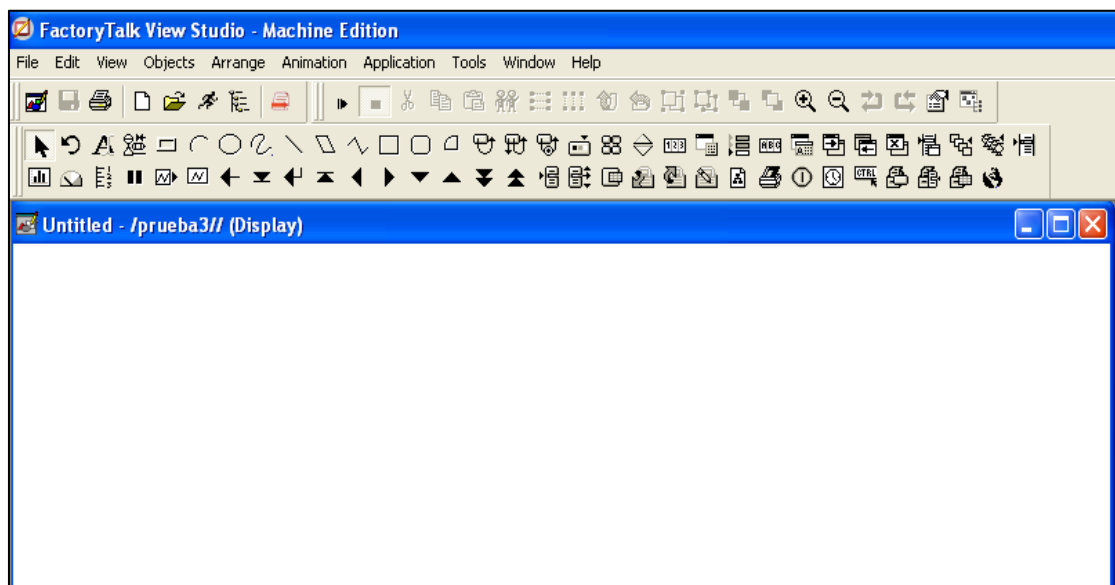 FactoryTalk View Studio - Machine Edition
File Edit View Objects Arrange Animation Application Tools Window Help
Untitled - /prueba3// (Display)